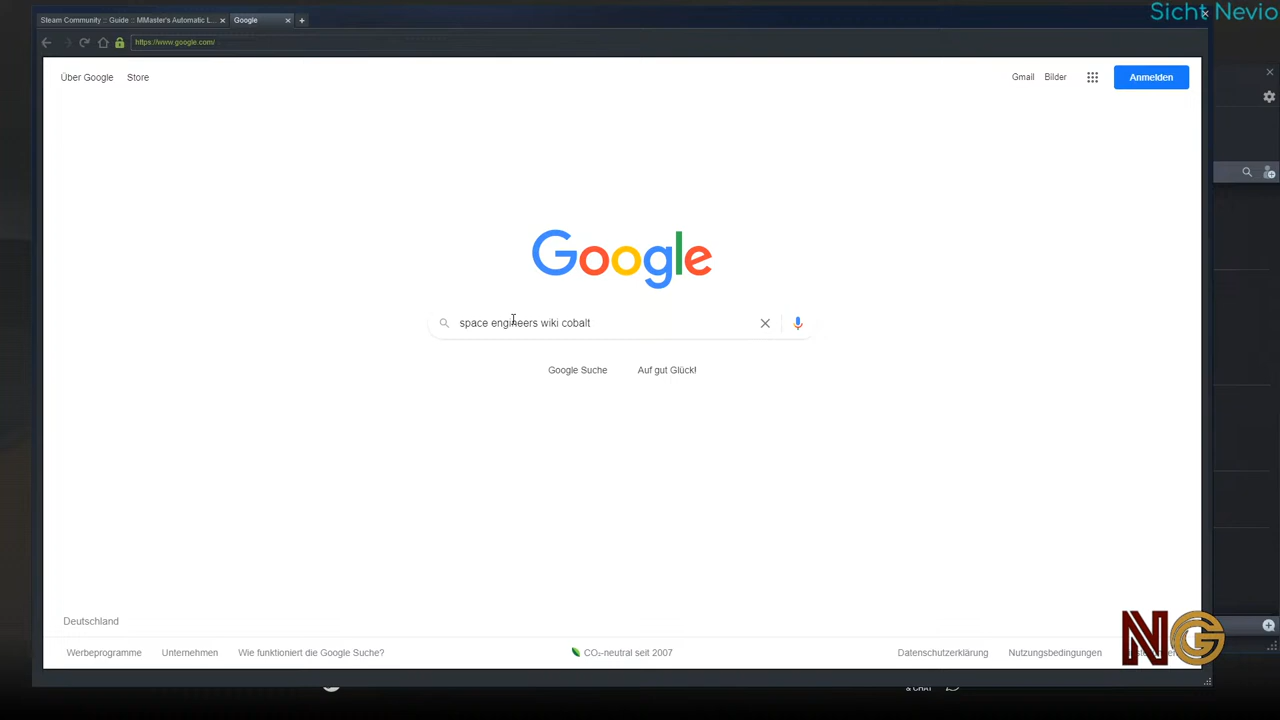 Sicht Nevio
Steam Community :: Guide :: MMaster's Automatic L...
Google
https://www.google.com/
Über Google
Store
Gmail
Bilder
Anmelden
Google
space engineers wiki cobalt
Google Suche
Auf gut Glück!
Deutschland
Werbeprogramme
Unternehmen
Wie funktioniert die Google Suche?
CO₂-neutral seit 2007
Datenschutzerklärung
Nutzungsbedingungen
NG
& CHAT